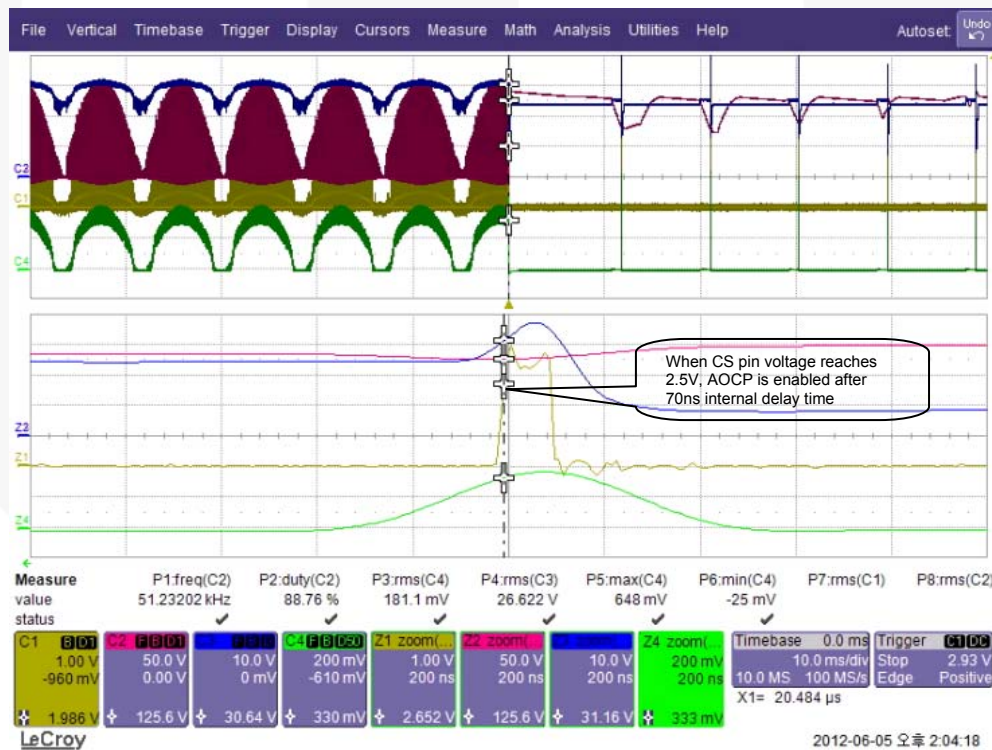 File Vertical Timebase Trigger Display Cursors Measure Math Analysis Utilities Help Autoset Undo
C2
C1
C4
When CS pin voltage reaches
2.5V, AOCP is enabled after
70ns internal delay time
Z2
Z1
Z4
Measure P1:freq(C2) P2:duty(C2) P3:rms(C4) P4:rms(C3) P5:max(C4) P6:min(C4) P7:rms(C1) P8:rms(C2)
value 51.23202 kHz 88.76 % 181.1 mV 26.622 V 648 mV -25 mV
status
C1 B D1 C2 F B D1 C4 F B D50 Z1 zoom(... Z2 zoom(... Z4 zoom(... Timebase 0.0 ms Trigger C1 DC
1.00 V 50.0 V 10.0 V 200 mV 1.00 V 50.0 V 10.0 V 200 mV 10.0 ms/div Stop 2.93 V
-960 mV 0.00 V 0 mV -610 mV 200 ns 200 ns 200 ns 200 ns 10.0 MS 100 MS/s Edge Positive
X1= 20.484 µs
1.986 V 125.6 V 30.64 V 330 mV 2.652 V 125.6 V 31.16 V 333 mV
LeCroy 2012-06-05 오후 2:04:18